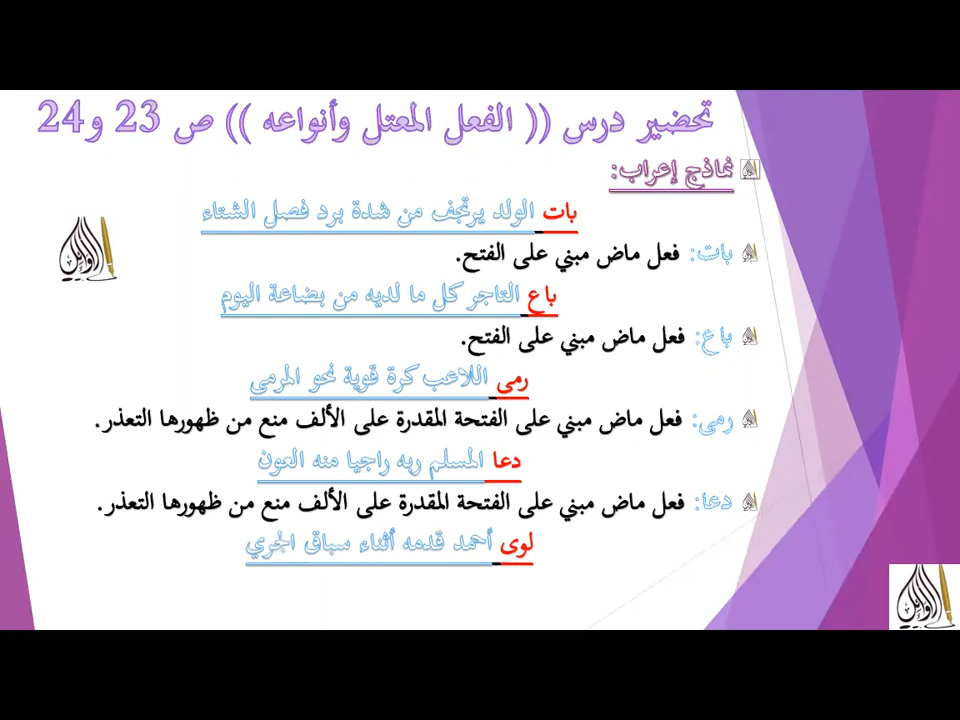 تحضير درس (( الفعل المعتل وأنواعه )) ص 23 و24
نماذج إعراب:
بات الولد يرتجف من شدة برد فصل الشتاء
بات: فعل ماض مبني على الفتح.
باع التاجر كل ما لديه من بضاعة اليوم
باع: فعل ماض مبني على الفتح.
رمى اللاعب كرة قوية نحو المرمى
رمى: فعل ماض مبني على الفتحة المقدرة على الألف منع من ظهورها التعذر.
دعا المسلم ربه راجيا منه العون
دعا: فعل ماض مبني على الفتحة المقدرة على الألف منع من ظهورها التعذر.
لوى أحمد قدمه أثناء سباق الجري
الأوائل
الأوائل